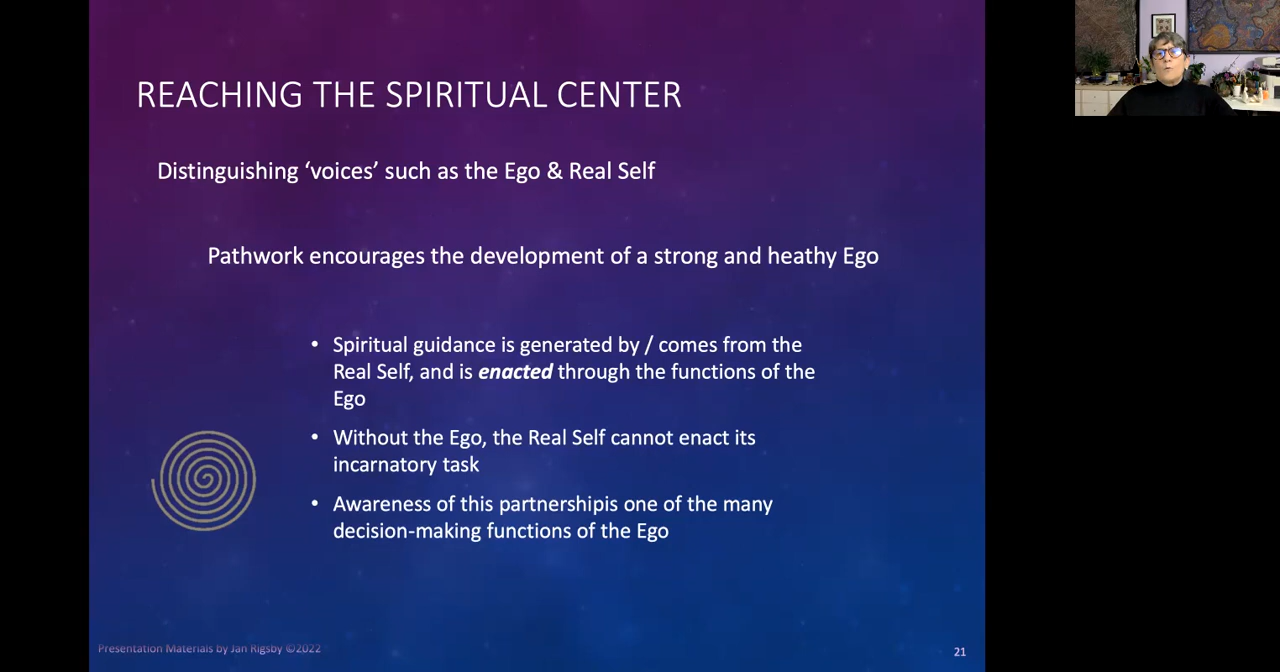 REACHING THE SPIRITUAL CENTER
Distinguishing ‘voices’ such as the Ego & Real Self
Pathwork encourages the development of a strong and heathy Ego
• Spiritual guidance is generated by / comes from the
Real Self, and is enacted through the functions of the
Ego
• Without the Ego, the Real Self cannot enact its
incarnatory task
• Awareness of this partnershipis one of the many
decision-making functions of the Ego
Presentation Materials by Jan Rigsby ©2022
21